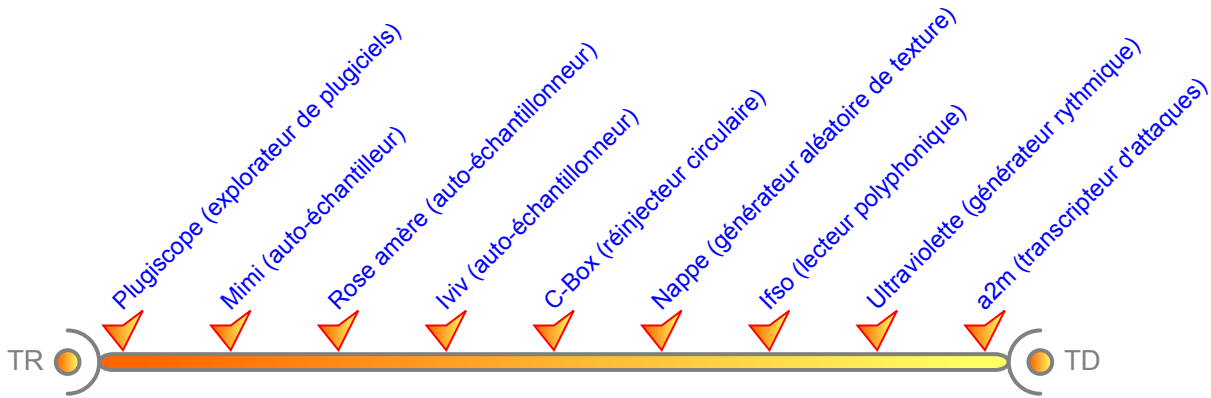 Plugiscope (explorateur de plugiciels)
Mimi (auto-échantilleur)
Rose amère (auto-échantillonneur)
Iviv (auto-échantillonneur)
C-Box (réinjecteur circulaire)
Nappe (générateur aléatoire de texture)
Ifso (lecteur polyphonique)
Ultraviolette (générateur rythmique)
a2m (transcripteur d'attaques)
TR
TD